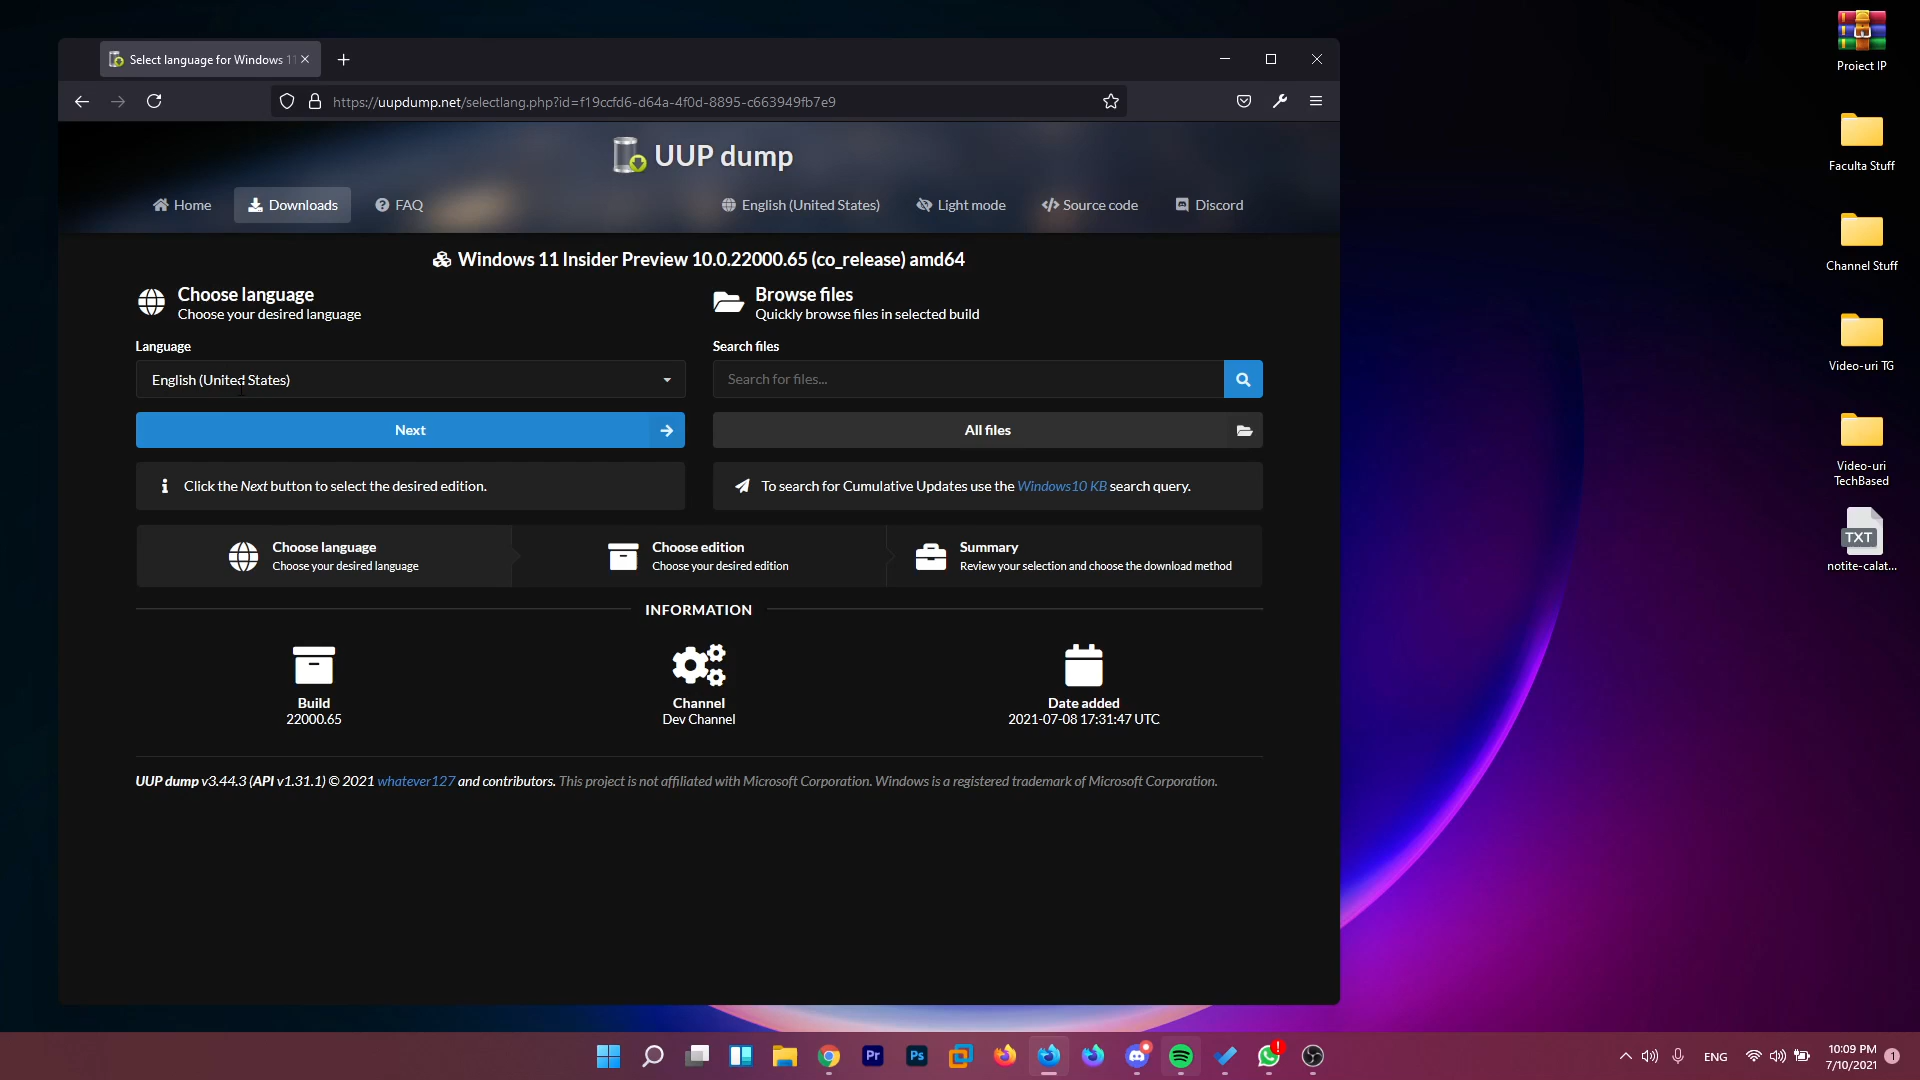 Select language for Windows 11
https://uupdump.net/selectlang.php?id=f19ccfd6-d64a-4f0d-8895-c663949fb7e9
UUP dump
Home
Downloads
FAQ
English (United States)
Light mode
Source code
Discord
Windows 11 Insider Preview 10.0.22000.65 (co_release) amd64
Choose language
Choose your desired language
Language
English (United States)
Next
Click the Next button to select the desired edition.
Browse files
Quickly browse files in selected build
Search files
Search for files...
All files
To search for Cumulative Updates use the Windows10 KB search query.
Choose language
Choose your desired language
Choose edition
Choose your desired edition
Summary
Review your selection and choose the download method
INFORMATION
Build
22000.65
Channel
Dev Channel
Date added
2021-07-08 17:31:47 UTC
UUP dump v3.44.3 (API v1.31.1) © 2021 whatever127 and contributors. This project is not affiliated with Microsoft Corporation. Windows is a registered trademark of Microsoft Corporation.
Proiect IP
Faculta Stuff
Channel Stuff
Video-uri TG
Video-uri
TechBased
TXT
notite-calat...
Pr
Ps
ENG
10:09 PM
7/10/2021
1